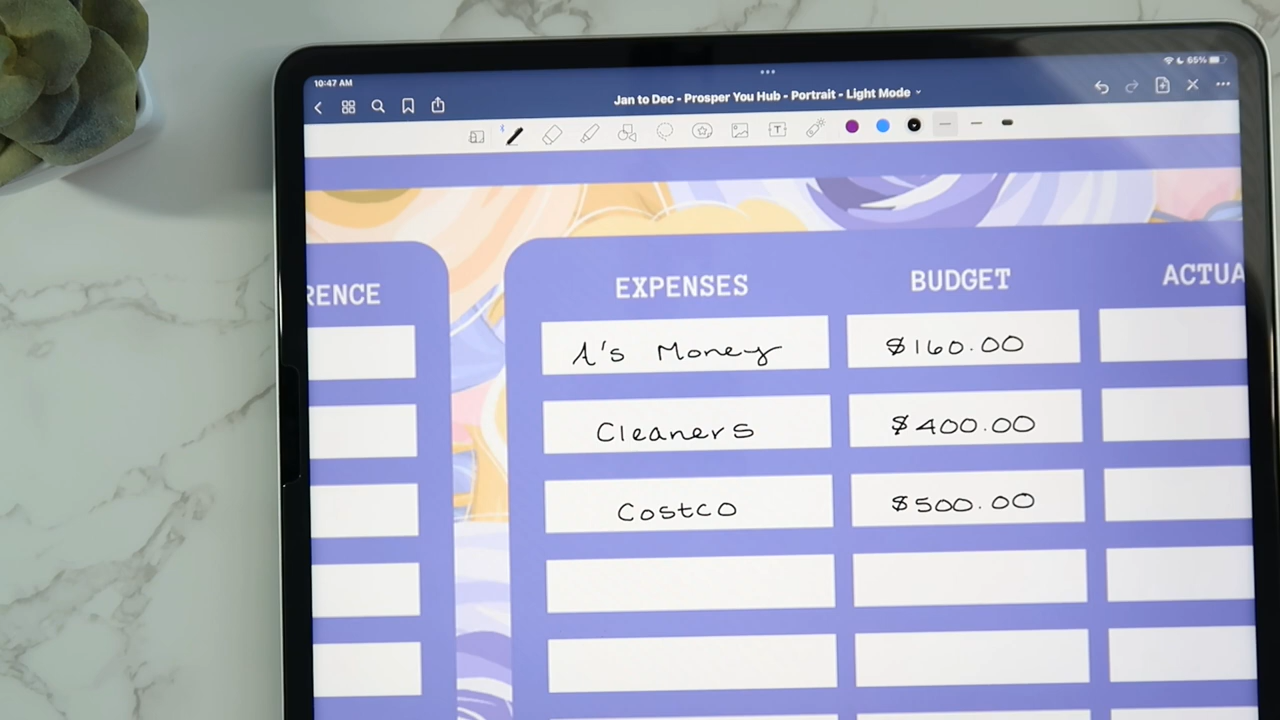 10:47 AM
65%
Jan to Dec - Prosper You Hub - Portrait - Light Mode
RENCE
EXPENSES BUDGET ACTUA
A's Money $160.00
Cleaners $400.00
Costco $500.00